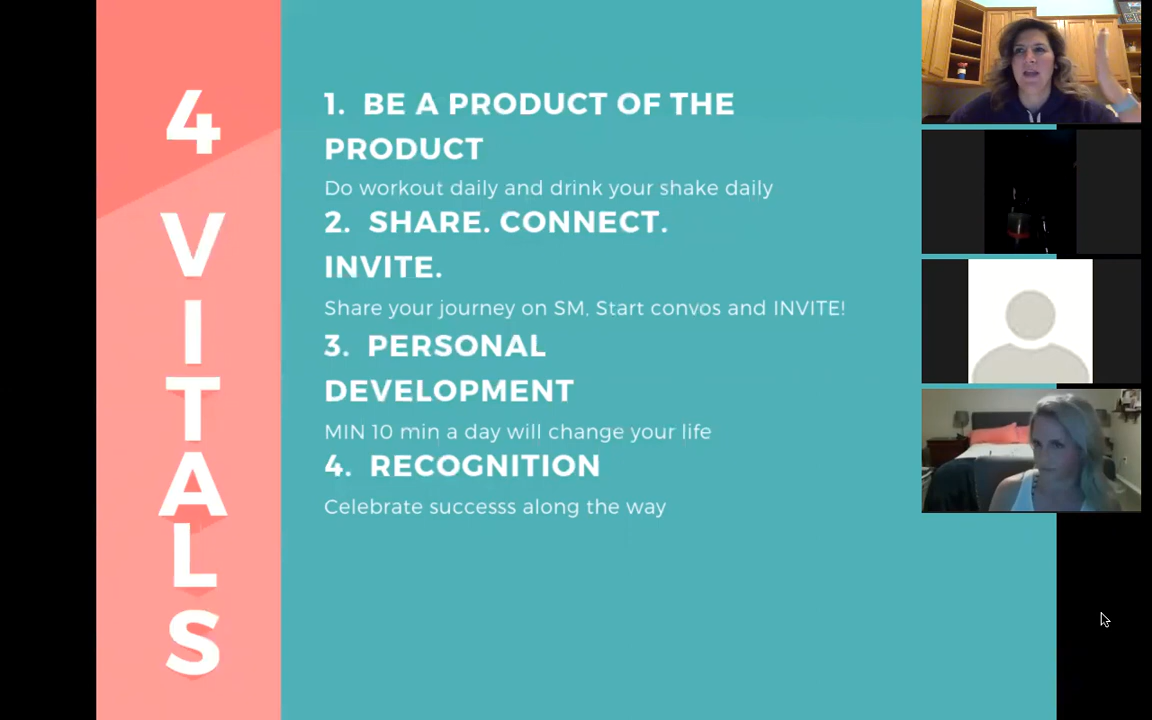 4 VITALS
1. BE A PRODUCT OF THE
PRODUCT
Do workout daily and drink your shake daily
2. SHARE. CONNECT.
INVITE.
Share your journey on SM, Start convos and INVITE!
3. PERSONAL
DEVELOPMENT
MIN 10 min a day will change your life
4. RECOGNITION
Celebrate successs along the way